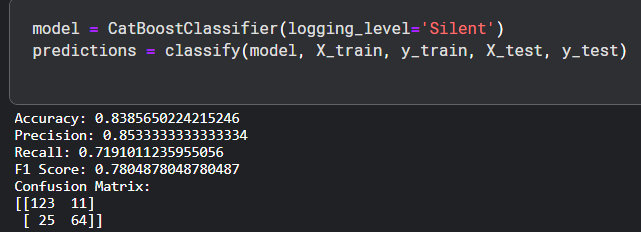 model = CatBoostClassifier(logging_level='Silent')
predictions = classify(model, X_train, y_train, X_test, y_test)
Accuracy: 0.8385650224215246
Precision: 0.8533333333333334
Recall: 0.7191011235955056
F1 Score: 0.7804878048780487
Confusion Matrix:
[[123  11]
 [ 25  64]]